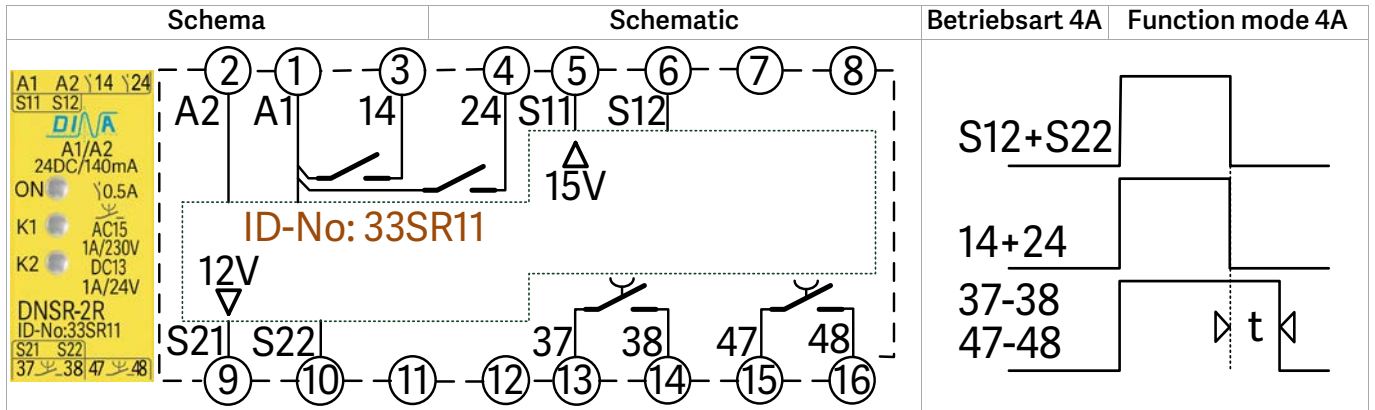 Schema Schematic Betriebsart 4A Function mode 4A
A1 A2 14 24
S11 S12
DINA
A1/A2
24DC/140mA
ON 0.5A
K1 AC15
1A/230V
K2 DC13
1A/24V
DNSR-2R
ID-No:33SR11
S21 S22
37 38 47 48
2 1 3 4 5 6 7 8
A2 A1 14 24 S11 S12
15V
ID-No: 33SR11
12V
S21 S22 37 38 47 48
9 10 11 12 13 14 15 16
S12+S22
14+24
37-38
47-48
t